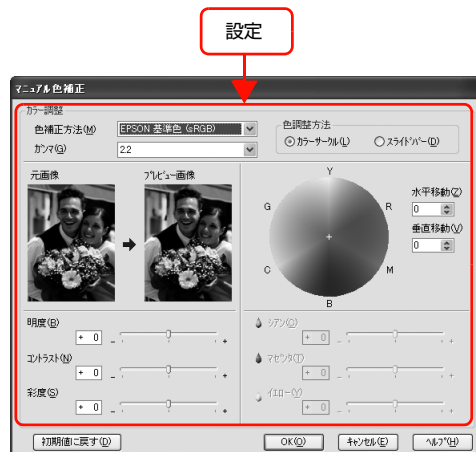 設定
マニュアル色補正
カラー調整
色補正方法(M) EPSON 基準色 (sRGB)
ガンマ(G) 2.2
色調整方法
カラーサークル(L) スライドバー(D)
元画像 プレビュー画像
Y
G R
C M
B
水平移動(Z)
0
垂直移動(V)
0
明度(B)
+ 0 - +
コントラスト(N)
+ 0 - +
彩度(S)
+ 0 - +
シアン(C)
+ 0 - +
マゼンタ(T)
+ 0 - +
イエロー(Y)
+ 0 - +
初期値に戻す(D) OK(O) キャンセル(E) ヘルプ(H)